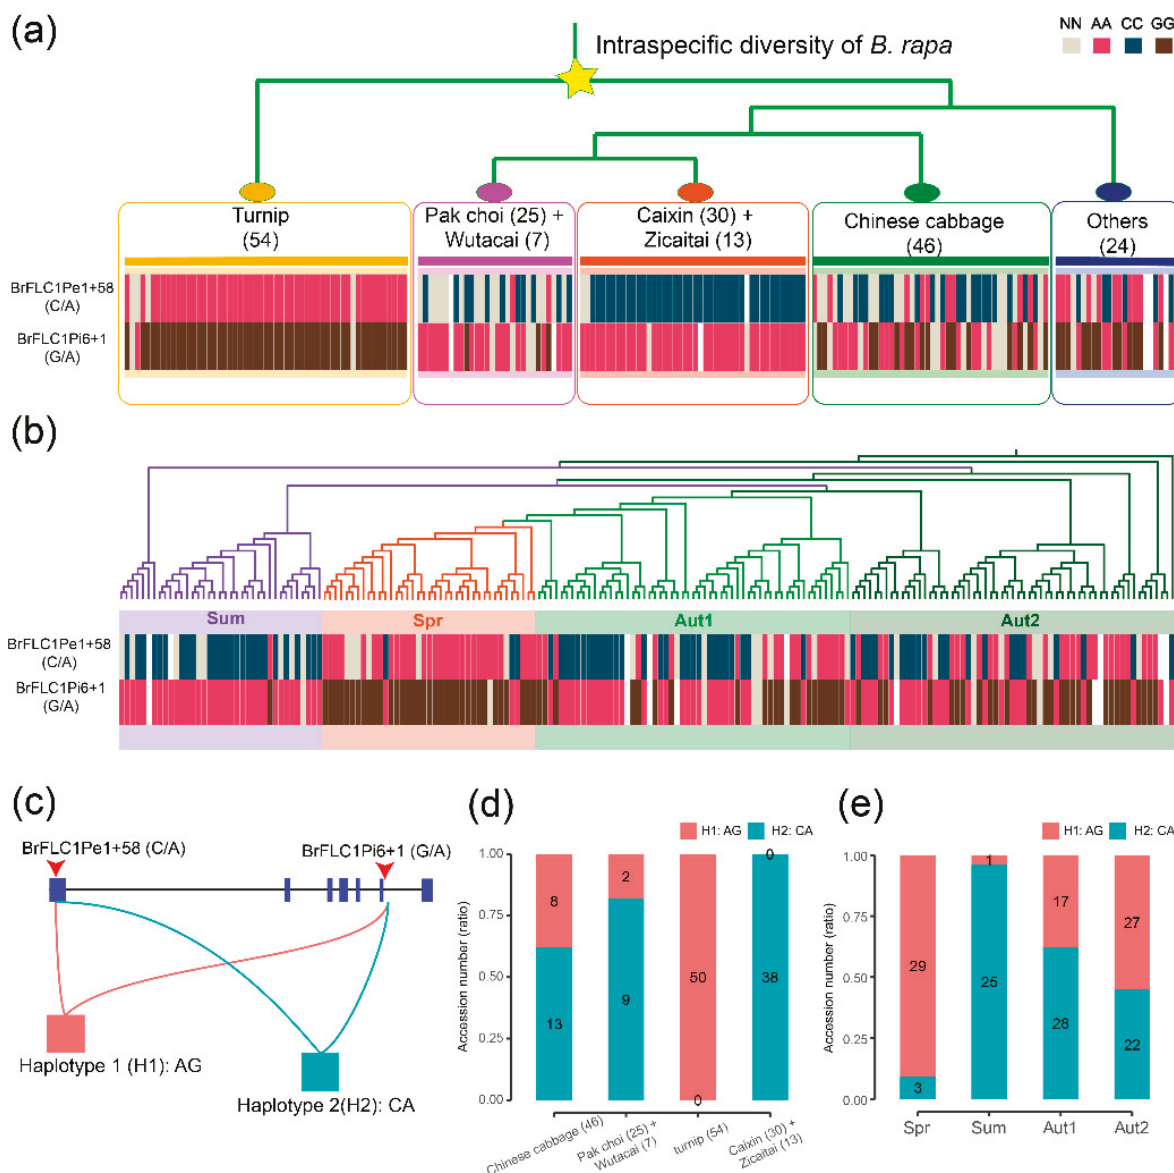 (a)
Intraspecific diversity of B. rapa
NN AA CC GG
Turnip
(54)
Pak choi (25) +
Wutacai (7)
Caixin (30) +
Zicaitai (13)
Chinese cabbage
(46)
Others
(24)
BrFLC1Pe1+58
(C/A)
BrFLC1Pi6+1
(G/A)
(b)
Sum Spr Aut1 Aut2
BrFLC1Pe1+58
(C/A)
BrFLC1Pi6+1
(G/A)
(c)
BrFLC1Pe1+58 (C/A)
BrFLC1Pi6+1 (G/A)
Haplotype 1 (H1): AG
Haplotype 2(H2): CA
(d)
H1: AG H2: CA
Accession number (ratio)
1.00
0.75
0.50
0.25
0.00
8
13
2
9
50
0
0
38
Chinese cabbage (46)
Pak choi (25) +
Wutacai (7)
turnip (54)
Caixin (30) +
Zicaitai (13)
(e)
H1: AG H2: CA
Accession number (ratio)
1.00
0.75
0.50
0.25
0.00
29
3
1
25
17
28
27
22
Spr Sum Aut1 Aut2